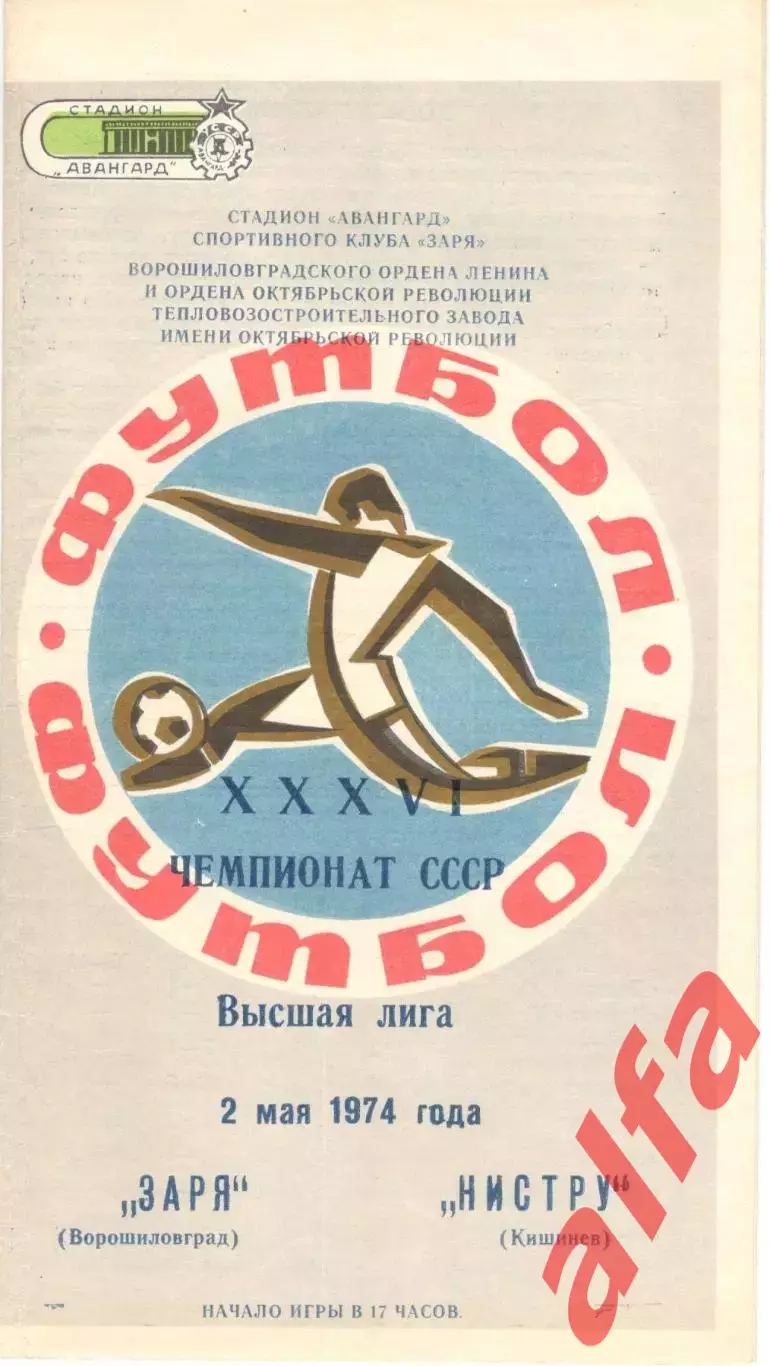 СТАДИОН
„АВАНГАРД"
УССР
АВАНГАРД
СТАДИОН «АВАНГАРД»
СПОРТИВНОГО КЛУБА «ЗАРЯ»
ВОРОШИЛОВГРАДСКОГО ОРДЕНА ЛЕНИНА
И ОРДЕНА ОКТЯБРЬСКОЙ РЕВОЛЮЦИИ
ТЕПЛОВОЗОСТРОИТЕЛЬНОГО ЗАВОДА
ИМЕНИ ОКТЯБРЬСКОЙ РЕВОЛЮЦИИ
ФУТБОЛ • ФУТБОЛ •
XXXVI
ЧЕМПИОНАТ СССР
Высшая лига
2 мая 1974 года
„ЗАРЯ“
(Ворошиловград)
„НИСТРУ“
(Кишинев)
НАЧАЛО ИГРЫ В 17 ЧАСОВ.
alfa